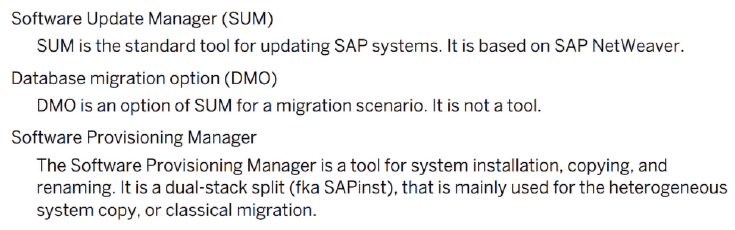 Software Update Manager (SUM)
SUM is the standard tool for updating SAP systems. It is based on SAP NetWeaver.
Database migration option (DMO)
DMO is an option of SUM for a migration scenario. It is not a tool.
Software Provisioning Manager
The Software Provisioning Manager is a tool for system installation, copying, and
renaming. It is a dual-stack split (fka SAPinst), that is mainly used for the heterogeneous
system copy, or classical migration.